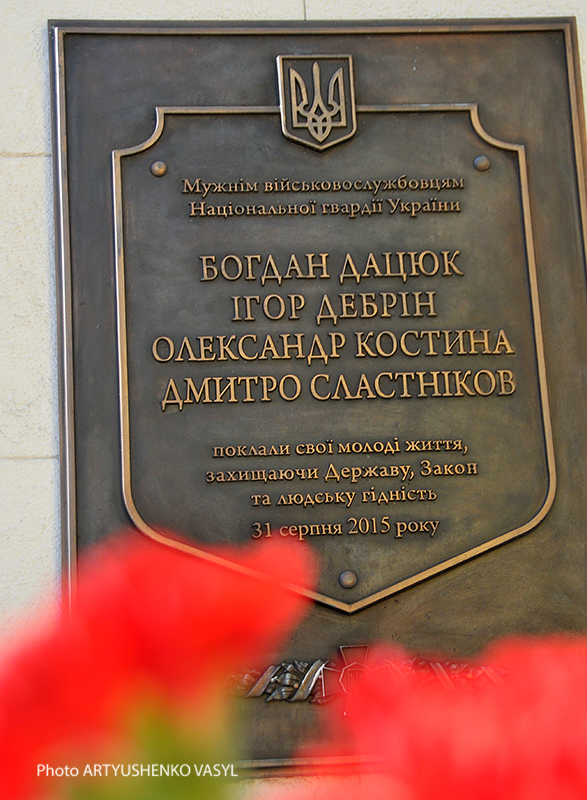 Мужнім військовослужбовцям
Національної гвардії України
БОГДАН ДАЦЮК
ІГОР ДЕБРІН
ОЛЕКСАНДР КОСТИНА
ДМИТРО СЛАСТНІКОВ
поклали свої молоді життя,
захищаючи Державу, Закон
та людську гідність
31 серпня 2015 року
Photo ARTYUSHENKO VASYL